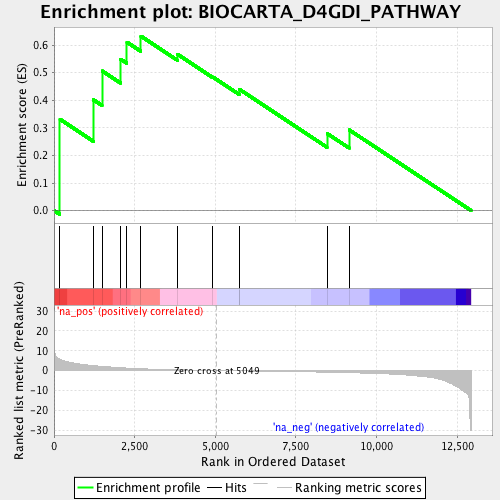 Enrichment plot: BIOCARTA_D4GDI_PATHWAY
Enrichment score (ES)
0.6
0.5
0.4
0.3
0.2
0.1
0.0
'na_pos' (positively correlated)
Ranked list metric (PreRanked)
30
20
10
0
-10
-20
-30
Zero cross at 5049
'na_neg' (negatively correlated)
0
2,500
5,000
7,500
10,000
12,500
Rank in Ordered Dataset
Enrichment profile
Hits
Ranking metric scores